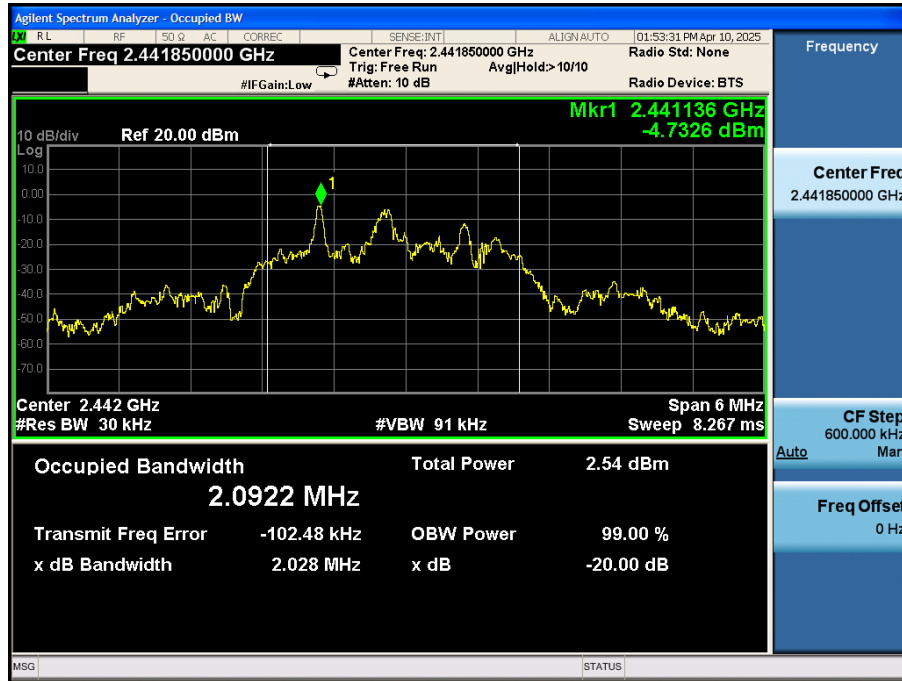 Agilent Spectrum Analyzer - Occupied BW
LXI RL RF 50 Ω AC CORREC SENSE:INT ALIGN AUTO 01:53:31 PM Apr 10, 2025
Center Freq 2.441850000 GHz
Center Freq: 2.441850000 GHz
Radio Std: None
Trig: Free Run Avg|Hold:>10/10
#IFGain:Low #Atten: 10 dB Radio Device: BTS
Mkr1 2.441136 GHz
-4.7326 dBm
10 dB/div Ref 20.00 dBm
Log
10.0
0.00
-10.0
-20.0
-30.0
-40.0
-50.0
-60.0
-70.0
1
Center 2.442 GHz Span 6 MHz
#Res BW 30 kHz #VBW 91 kHz Sweep 8.267 ms
Occupied Bandwidth Total Power 2.54 dBm
2.0922 MHz
Transmit Freq Error -102.48 kHz OBW Power 99.00 %
x dB Bandwidth 2.028 MHz x dB -20.00 dB
MSG STATUS
Frequency
Center Freq
2.441850000 GHz
CF Step
600.000 kHz
Auto Man
Freq Offset
0 Hz